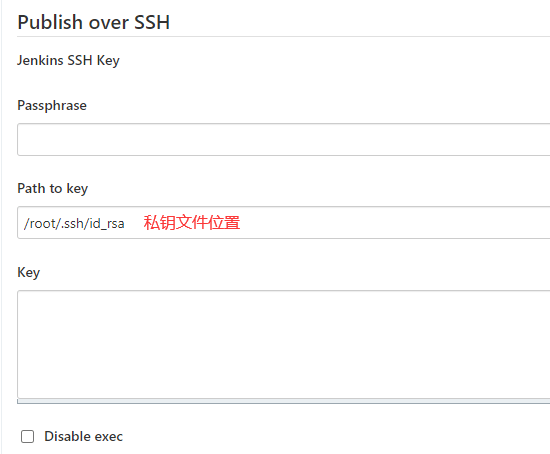 Publish over SSH
Jenkins SSH Key
Passphrase
Path to key
/root/.ssh/id_rsa 私钥文件位置
Key
Disable exec